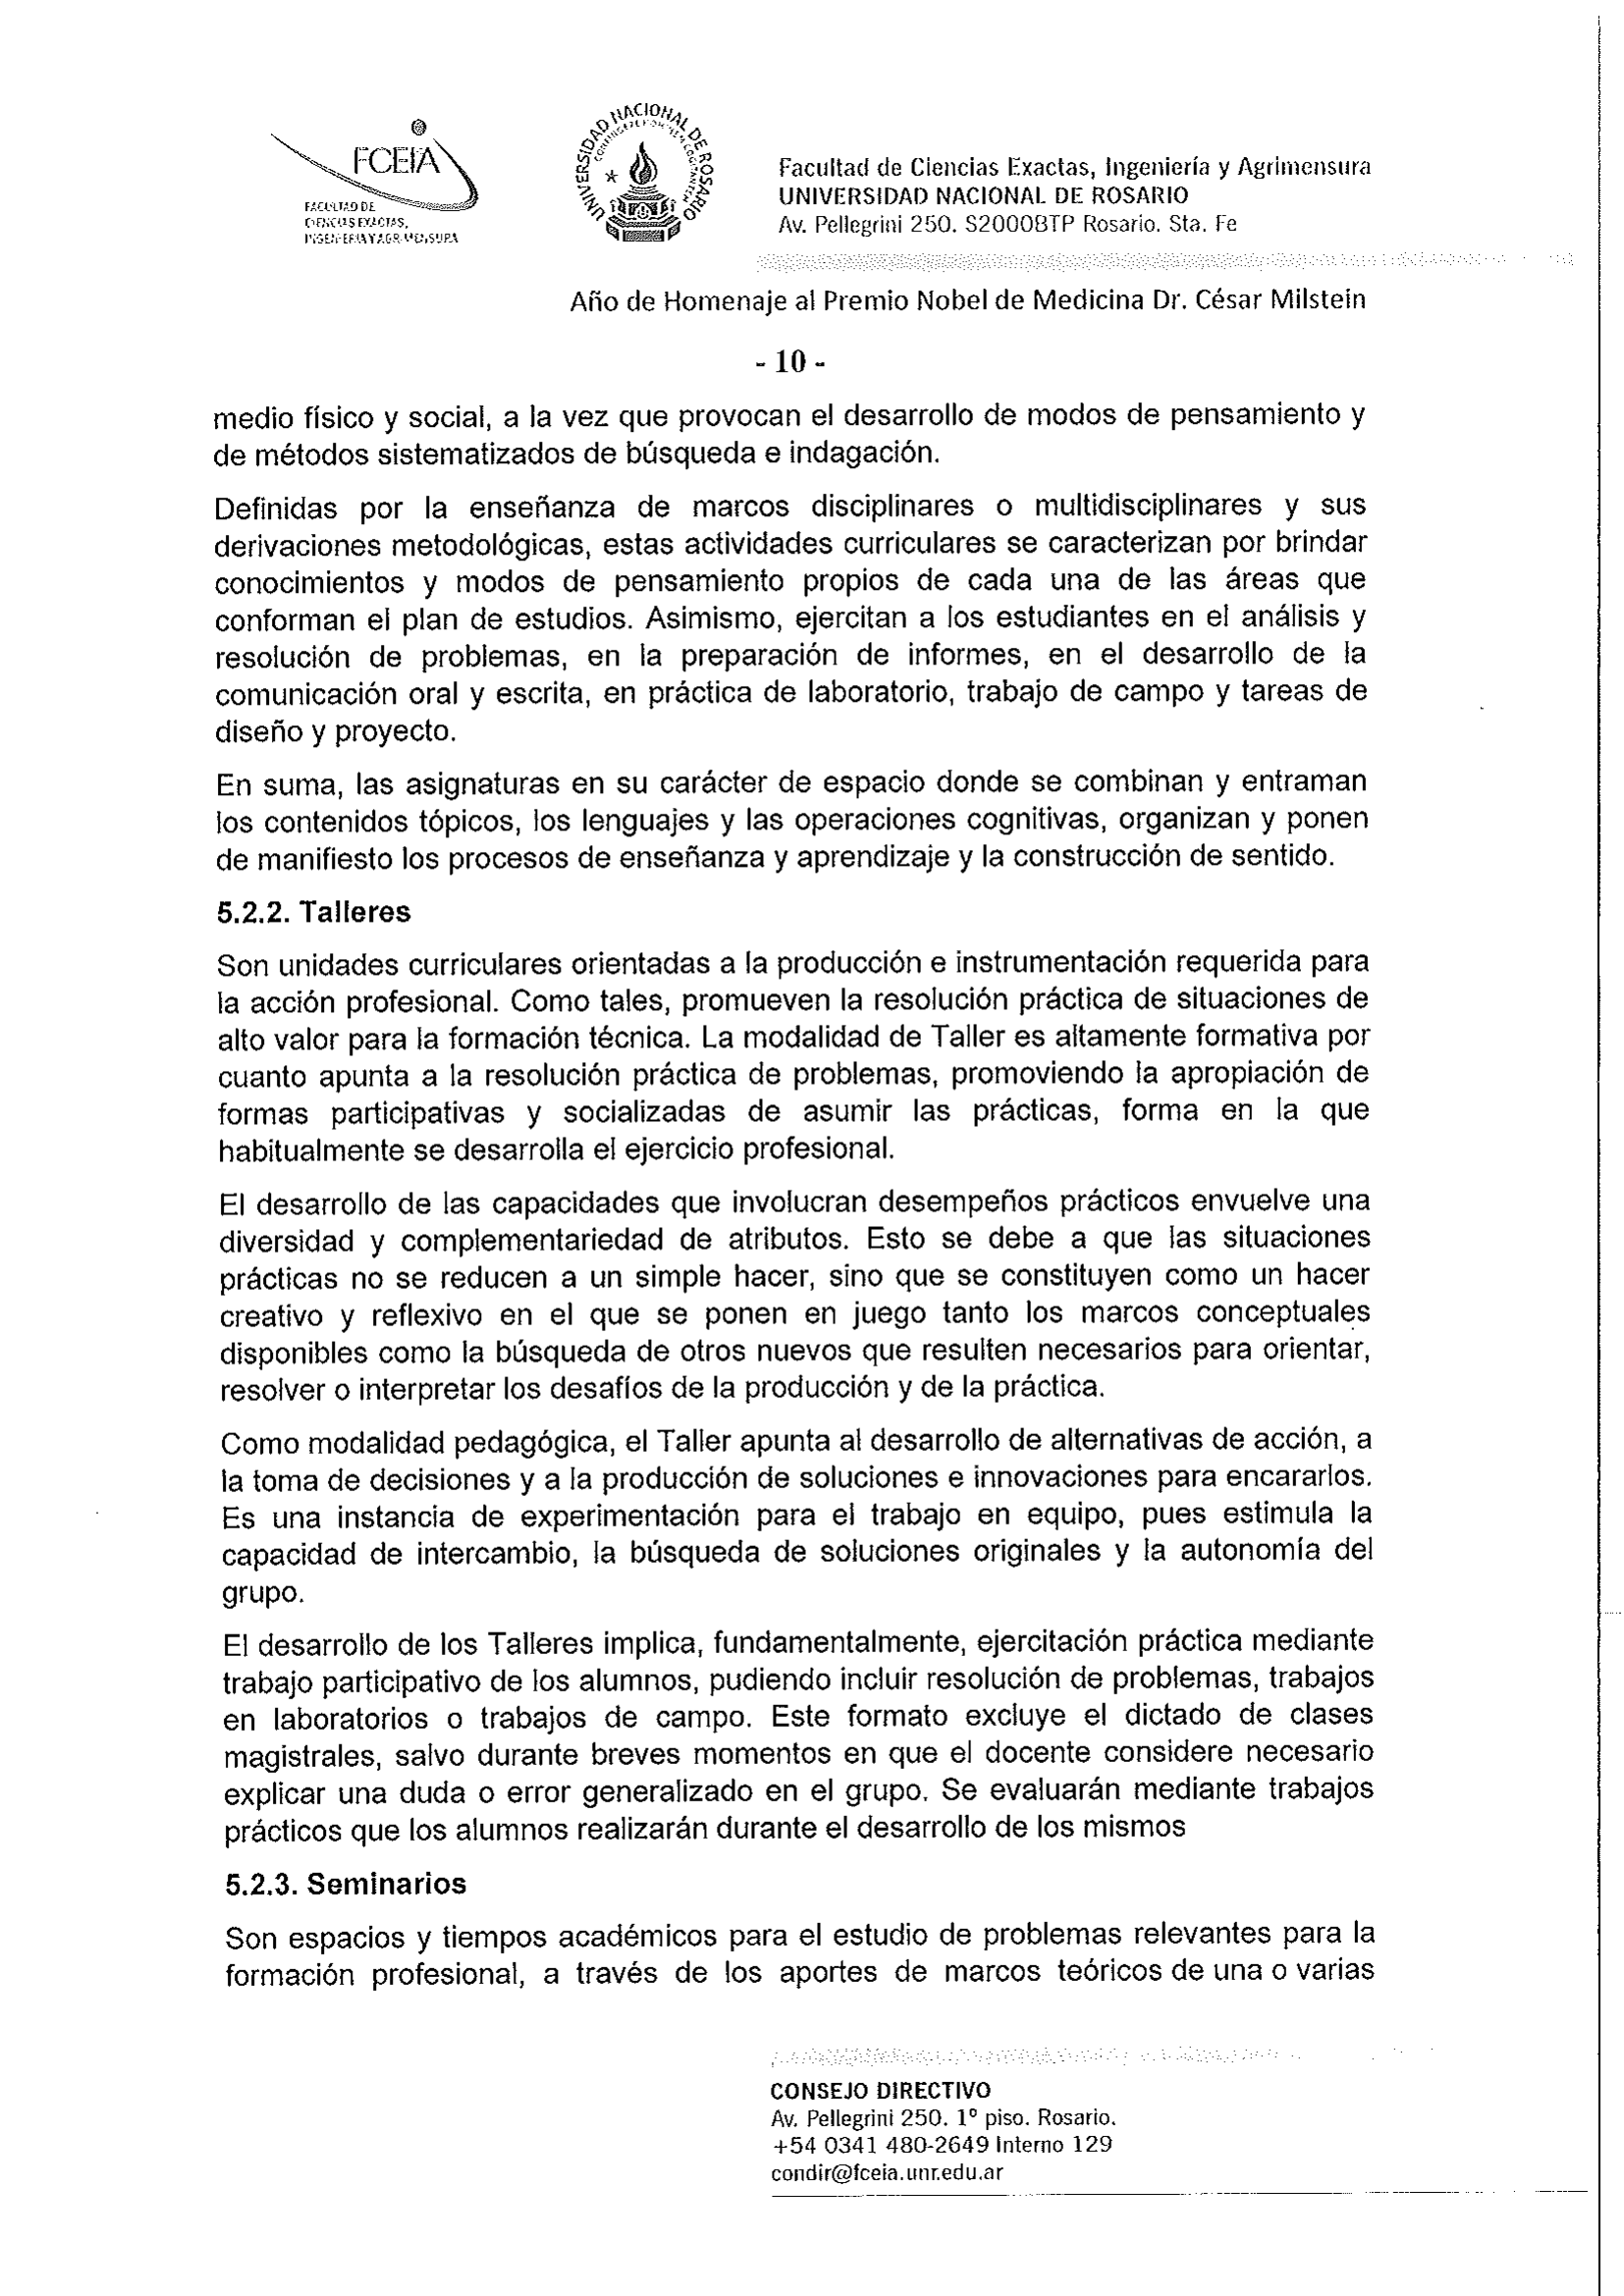 FCEIA
FACULTAD DE
CIENCIAS EXACTAS,
INGENIERIA Y AGRIMENSURA
UNIVERSIDAD NACIONAL DE ROSARIO
Facultad de Ciencias Exactas, Ingeniería y Agrimensura
UNIVERSIDAD NACIONAL DE ROSARIO
Av. Pellegrini 250. S2000BTP Rosario. Sta. Fe
Año de Homenaje al Premio Nobel de Medicina Dr. César Milstein
- 10 -
medio físico y social, a la vez que provocan el desarrollo de modos de pensamiento y
de métodos sistematizados de búsqueda e indagación.
Definidas por la enseñanza de marcos disciplinares o multidisciplinares y sus
derivaciones metodológicas, estas actividades curriculares se caracterizan por brindar
conocimientos y modos de pensamiento propios de cada una de las áreas que
conforman el plan de estudios. Asimismo, ejercitan a los estudiantes en el análisis y
resolución de problemas, en la preparación de informes, en el desarrollo de la
comunicación oral y escrita, en práctica de laboratorio, trabajo de campo y tareas de
diseño y proyecto.
En suma, las asignaturas en su carácter de espacio donde se combinan y entraman
los contenidos tópicos, los lenguajes y las operaciones cognitivas, organizan y ponen
de manifiesto los procesos de enseñanza y aprendizaje y la construcción de sentido.
5.2.2. Talleres
Son unidades curriculares orientadas a la producción e instrumentación requerida para
la acción profesional. Como tales, promueven la resolución práctica de situaciones de
alto valor para la formación técnica. La modalidad de Taller es altamente formativa por
cuanto apunta a la resolución práctica de problemas, promoviendo la apropiación de
formas participativas y socializadas de asumir las prácticas, forma en la que
habitualmente se desarrolla el ejercicio profesional.
El desarrollo de las capacidades que involucran desempeños prácticos envuelve una
diversidad y complementariedad de atributos. Esto se debe a que las situaciones
prácticas no se reducen a un simple hacer, sino que se constituyen como un hacer
creativo y reflexivo en el que se ponen en juego tanto los marcos conceptuales
disponibles como la búsqueda de otros nuevos que resulten necesarios para orientar,
resolver o interpretar los desafíos de la producción y de la práctica.
Como modalidad pedagógica, el Taller apunta al desarrollo de alternativas de acción, a
la toma de decisiones y a la producción de soluciones e innovaciones para encararlos.
Es una instancia de experimentación para el trabajo en equipo, pues estimula la
capacidad de intercambio, la búsqueda de soluciones originales y la autonomía del
grupo.
El desarrollo de los Talleres implica, fundamentalmente, ejercitación práctica mediante
trabajo participativo de los alumnos, pudiendo incluir resolución de problemas, trabajos
en laboratorios o trabajos de campo. Este formato excluye el dictado de clases
magistrales, salvo durante breves momentos en que el docente considere necesario
explicar una duda o error generalizado en el grupo. Se evaluarán mediante trabajos
prácticos que los alumnos realizarán durante el desarrollo de los mismos
5.2.3. Seminarios
Son espacios y tiempos académicos para el estudio de problemas relevantes para la
formación profesional, a través de los aportes de marcos teóricos de una o varias
CONSEJO DIRECTIVO
Av. Pellegrini 250. 1º piso. Rosario.
+54 0341 480-2649 Interno 129
condir@fceia.unr.edu.ar